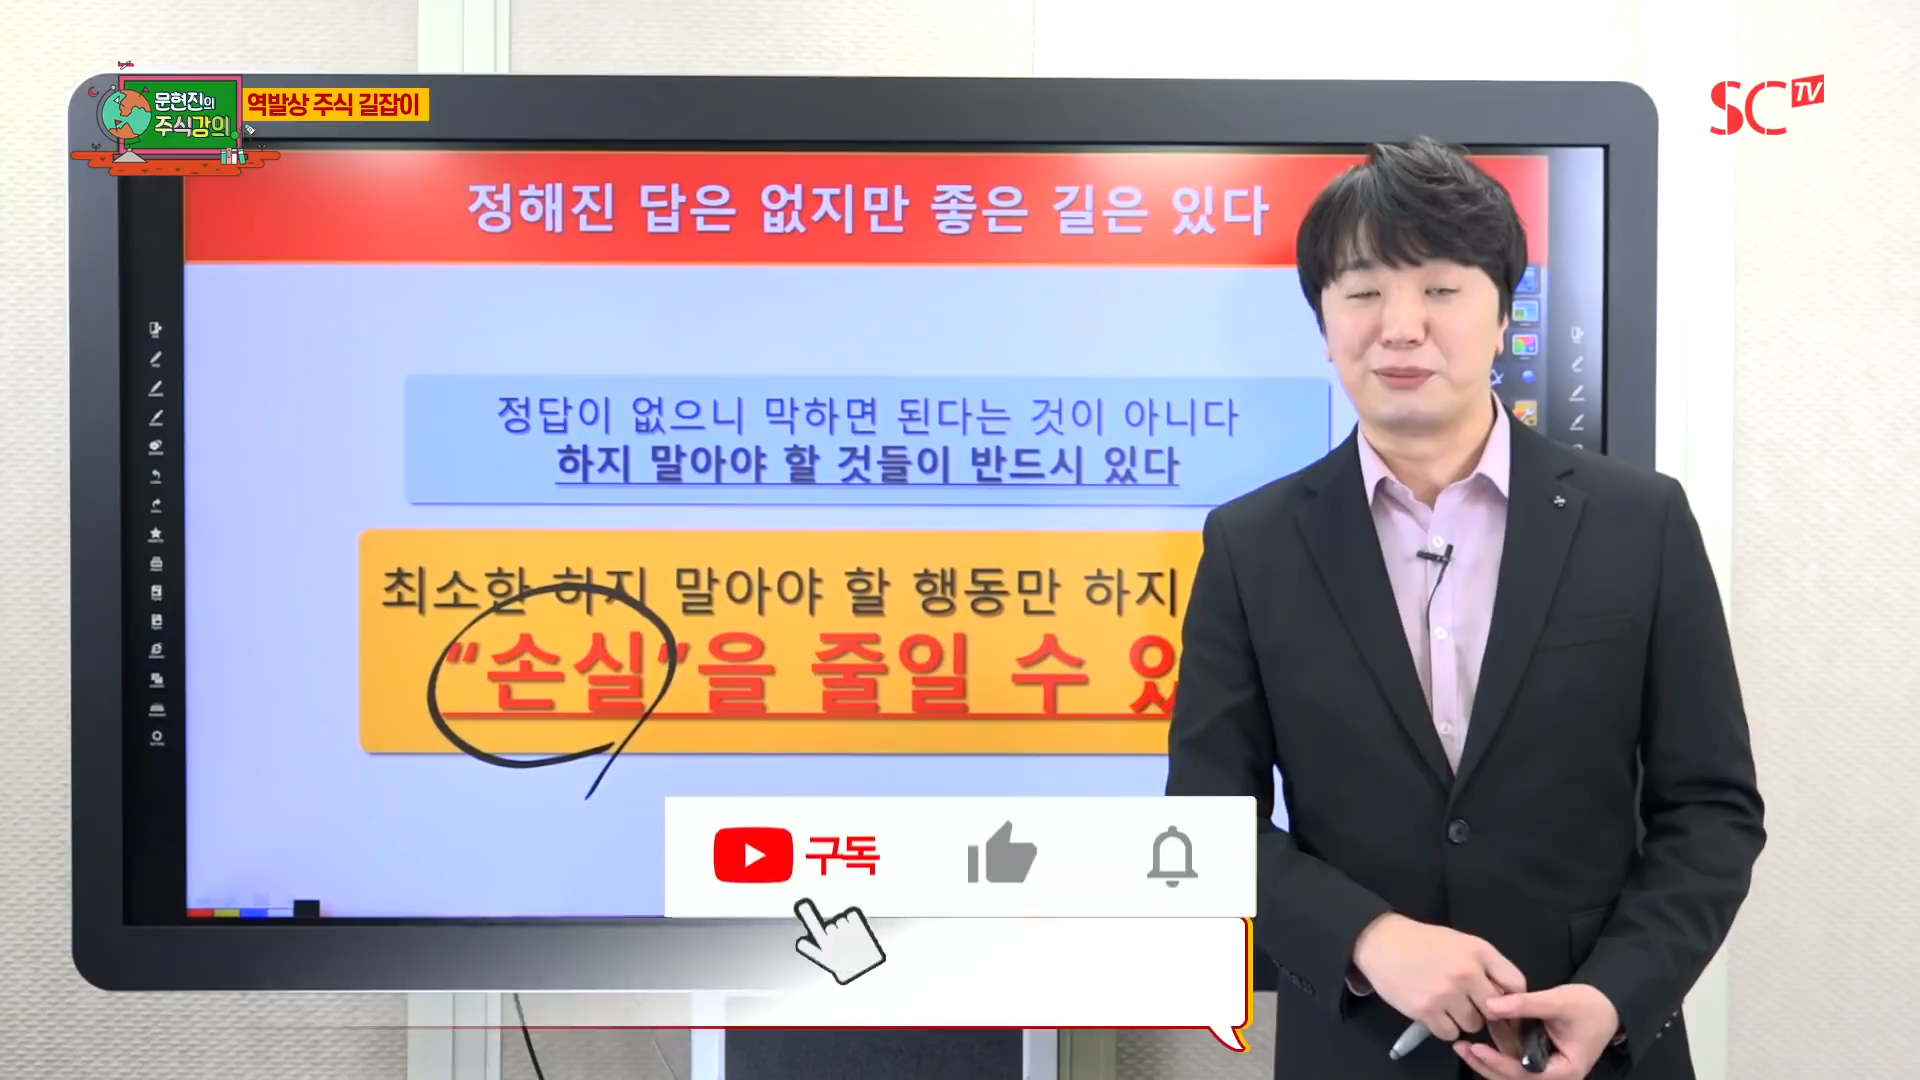 문현진의
주식강의
역발상 주식 길잡이
SC TV
정해진 답은 없지만 좋은 길은 있다
정답이 없으니 막하면 된다는 것이 아니다
하지 말아야 할 것들이 반드시 있다
최소한 하지 말아야 할 행동만 하지
"손실"을 줄일 수
구독